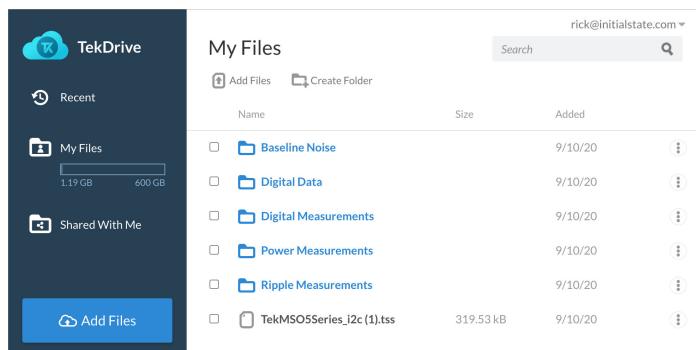 rick@initialstate.com
TekDrive
My Files
Search
Add Files Create Folder
Recent
Name Size Added
My Files
Baseline Noise 9/10/20
1.19 GB 600 GB
Digital Data 9/10/20
Shared With Me
Digital Measurements 9/10/20
Power Measurements 9/10/20
Ripple Measurements 9/10/20
Add Files
TekMSO5Series_i2c (1).tss 319.53 kB 9/10/20